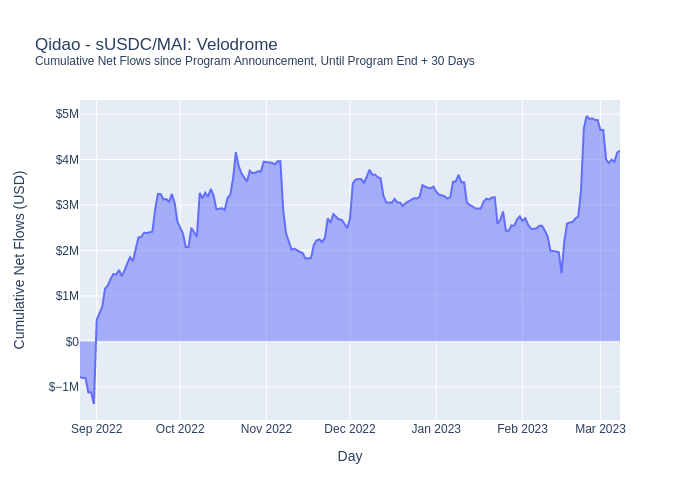 Qidao - sUSDC/MAI: Velodrome
Cumulative Net Flows since Program Announcement, Until Program End + 30 Days
Cumulative Net Flows (USD)
$5M
$4M
$3M
$2M
$1M
$0
$−1M
Sep 2022 Oct 2022 Nov 2022 Dec 2022 Jan 2023 Feb 2023 Mar 2023
Day